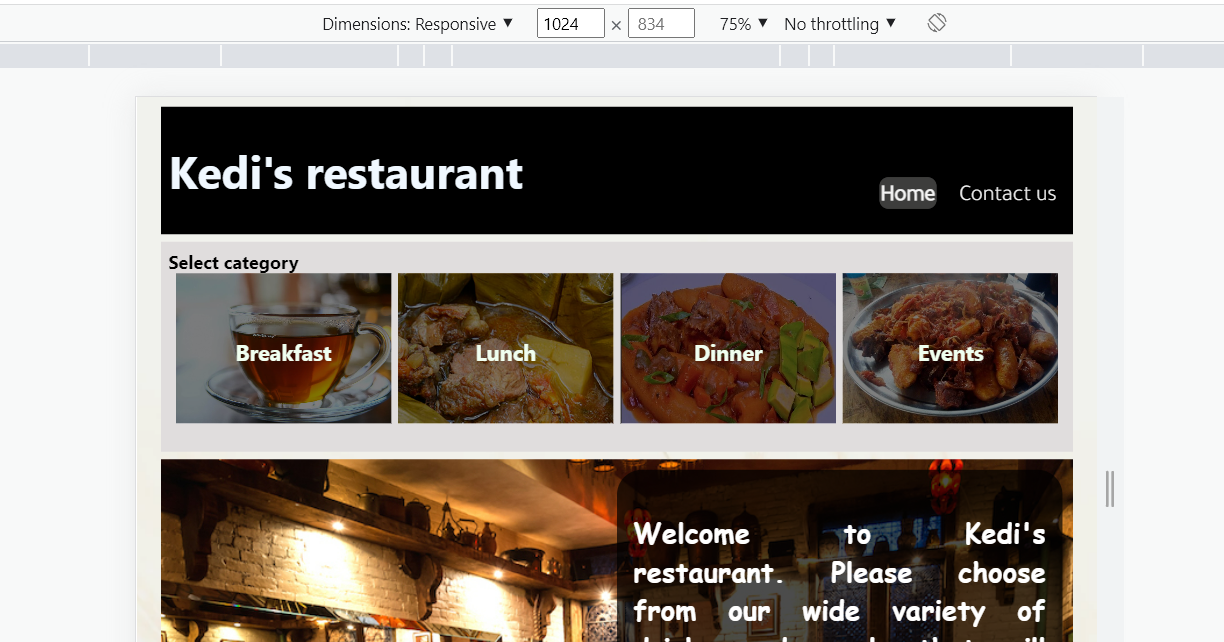 Dimensions: Responsive ▼ 1024 × 834 75% ▼ No throttling ▼
Kedi's restaurant
Home Contact us
Select category
Breakfast Lunch Dinner Events
Welcome to Kedi's
restaurant. Please choose
from our wide variety of